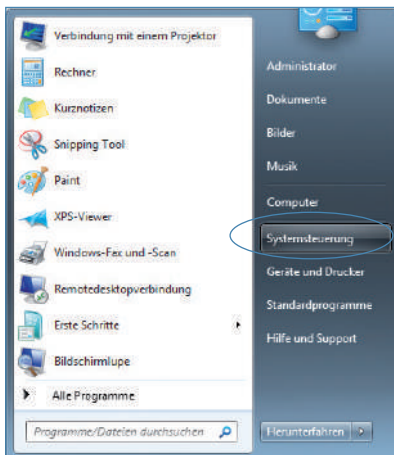 Verbindung mit einem Projektor
Rechner
Kurznotizen
Snipping Tool
Paint
XPS-Viewer
Windows-Fax und -Scan
Remotedesktopverbindung
Erste Schritte
Bildschirmlupe
Alle Programme
Programme/Dateien durchsuchen
Administrator
Dokumente
Bilder
Musik
Computer
Systemsteuerung
Geräte und Drucker
Standardprogramme
Hilfe und Support
Herunterfahren